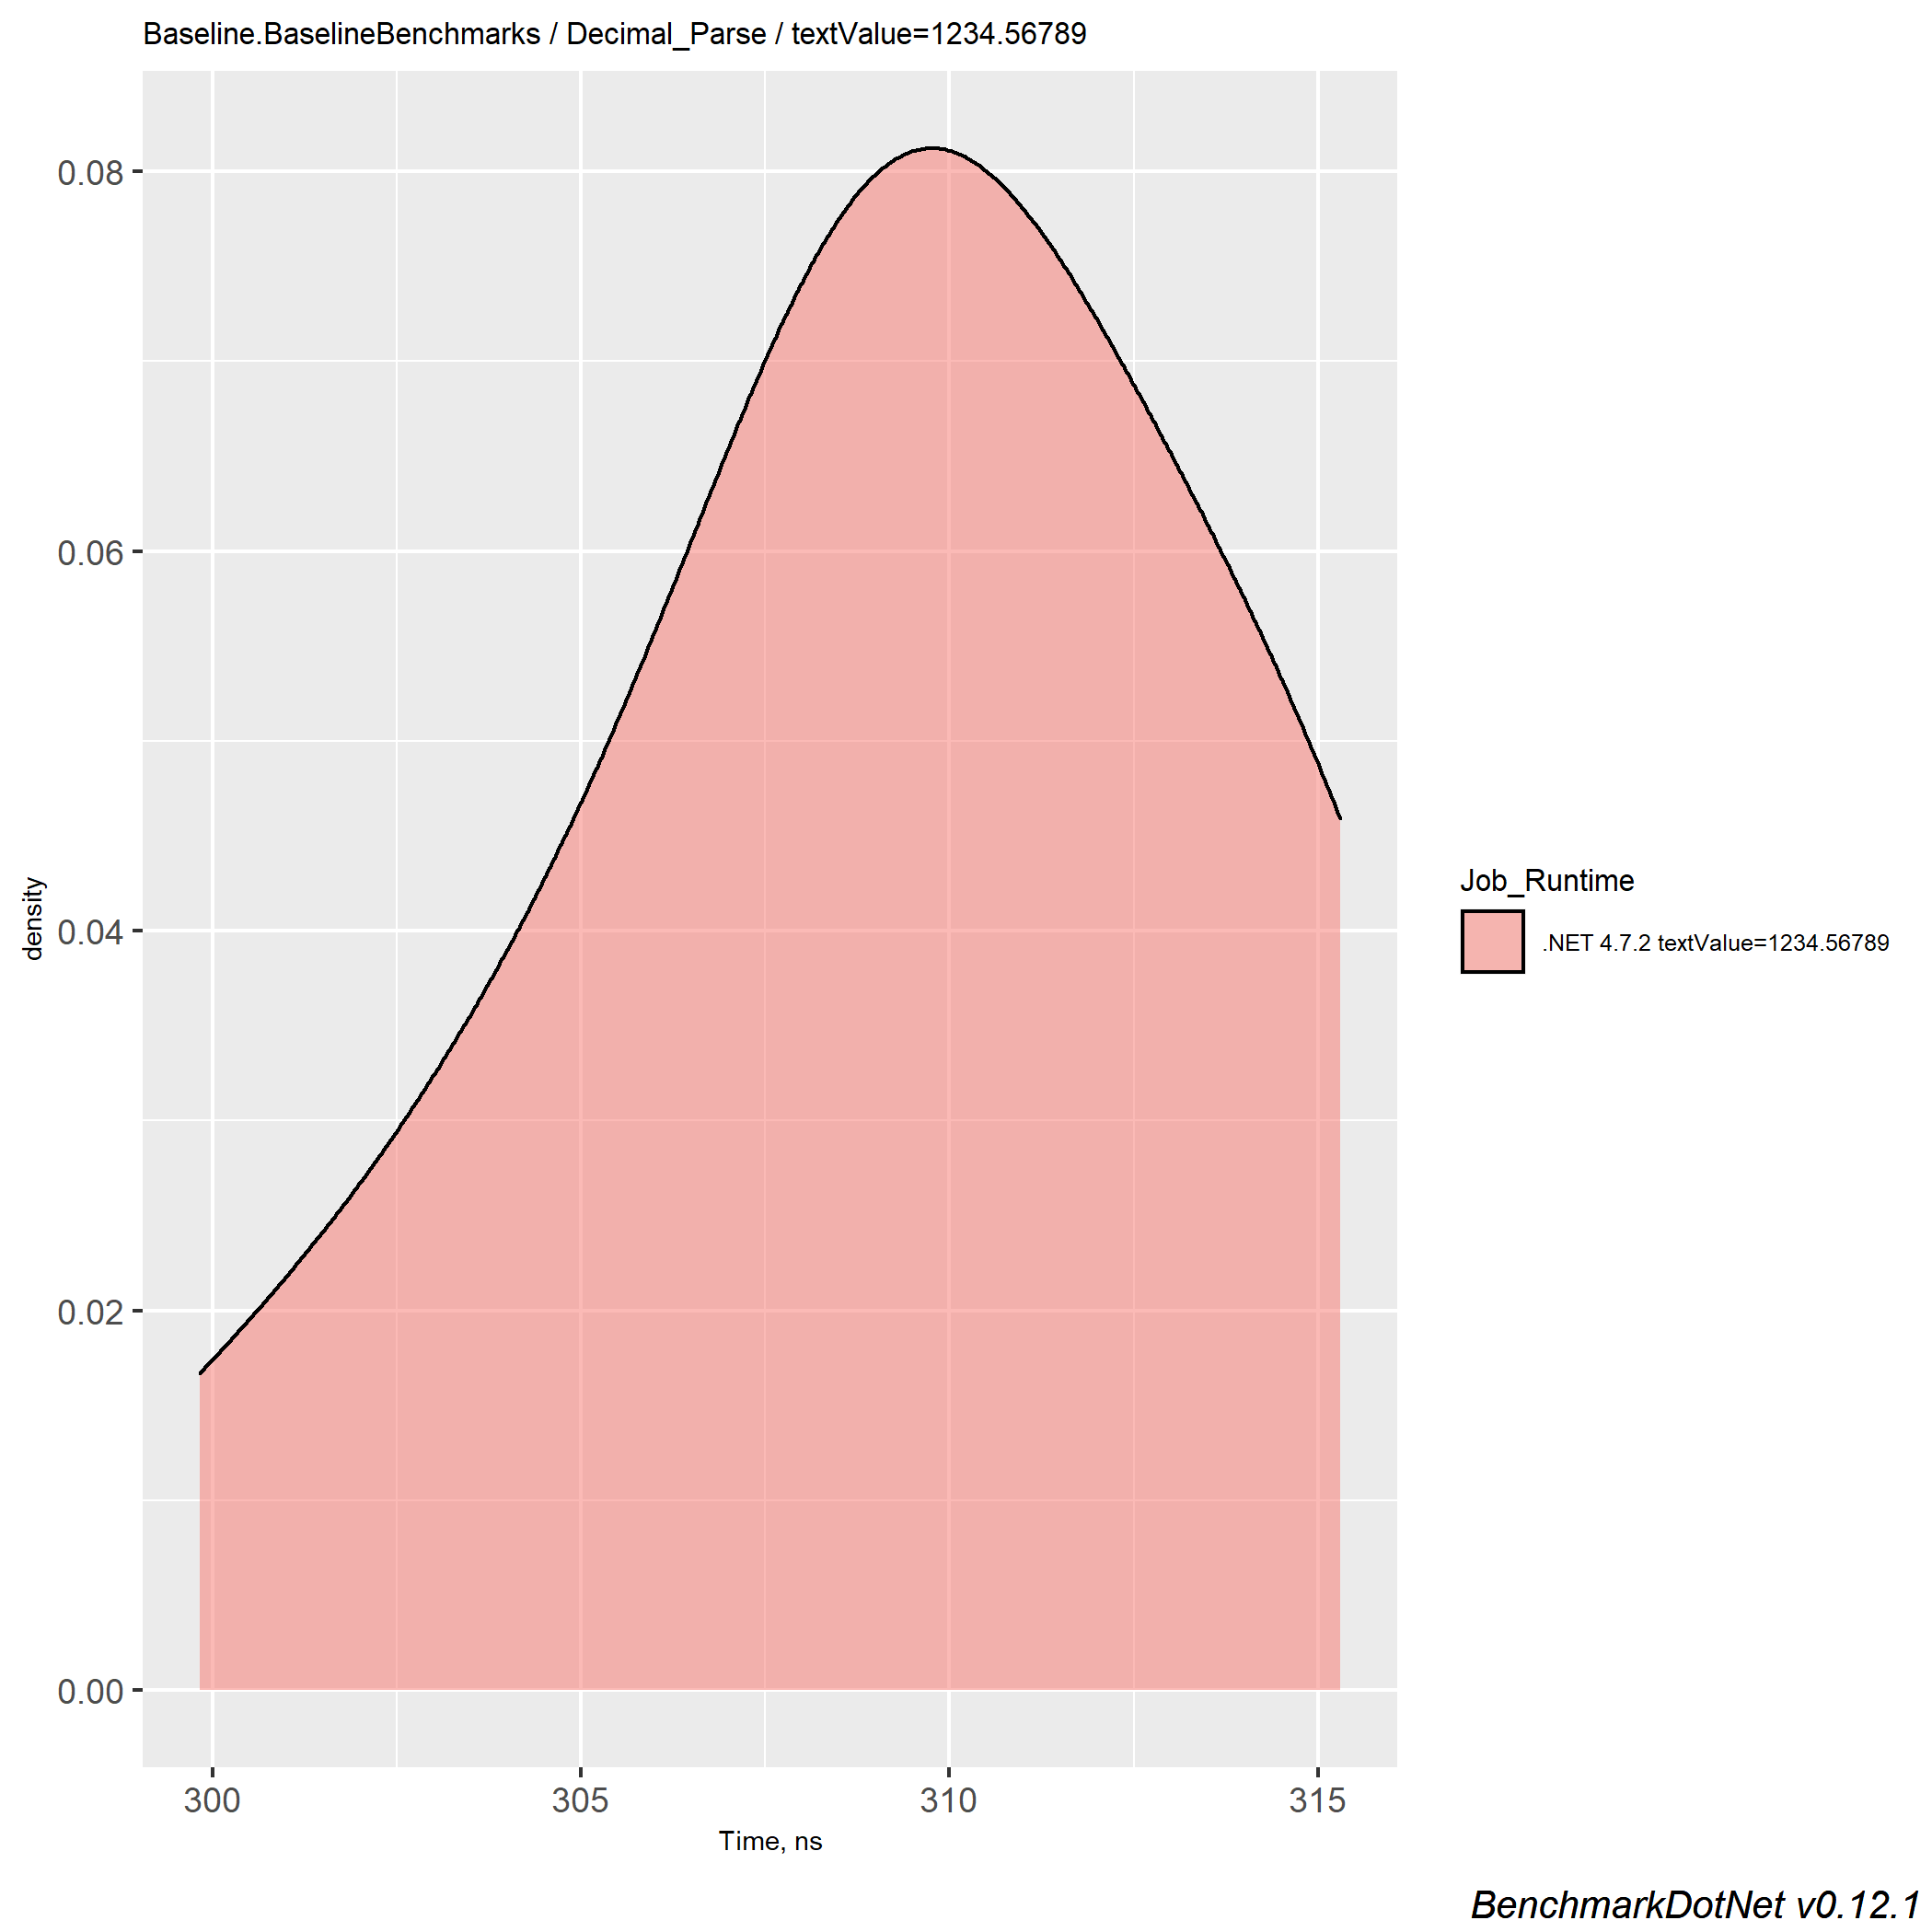 Baseline.BaselineBenchmarks / Decimal_Parse / textValue=1234.56789
0.08
0.06
0.04
0.02
0.00
density
300 305 310 315
Time, ns
Job_Runtime
.NET 4.7.2 textValue=1234.56789
BenchmarkDotNet v0.12.1